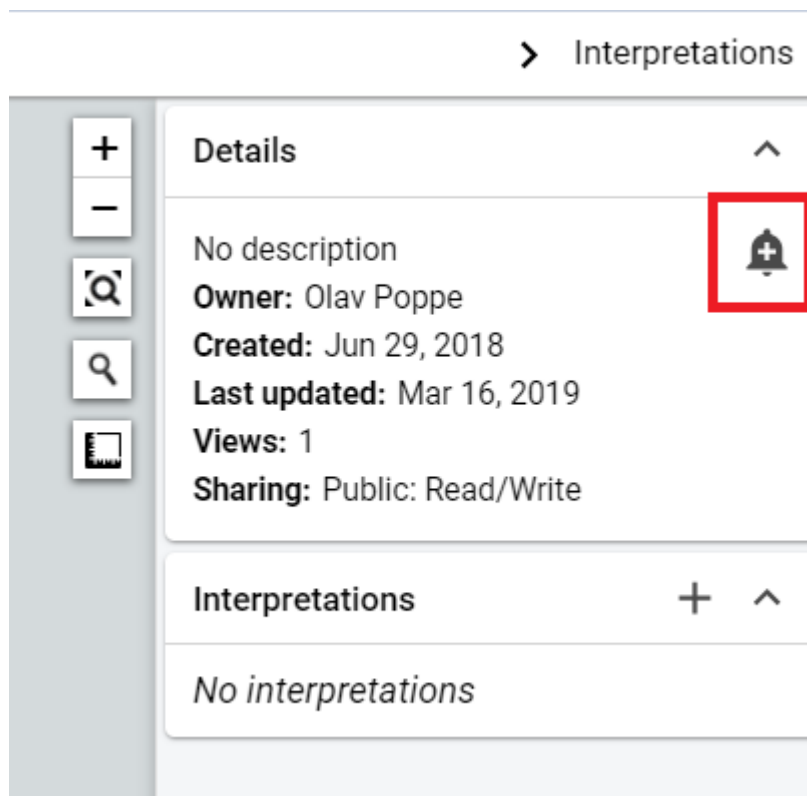 Interpretations
Details
No description
Owner: Olav Poppe
Created: Jun 29, 2018
Last updated: Mar 16, 2019
Views: 1
Sharing: Public: Read/Write
Interpretations
No interpretations